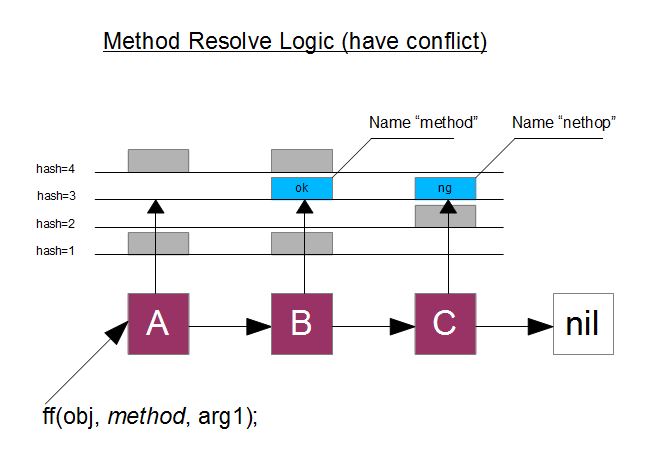 Method Resolve Logic (have conflict)
Name “method”
Name “nethop”
hash=4
hash=3
ok
ng
hash=2
hash=1
A
B
C
nil
ff(obj, method, arg1);